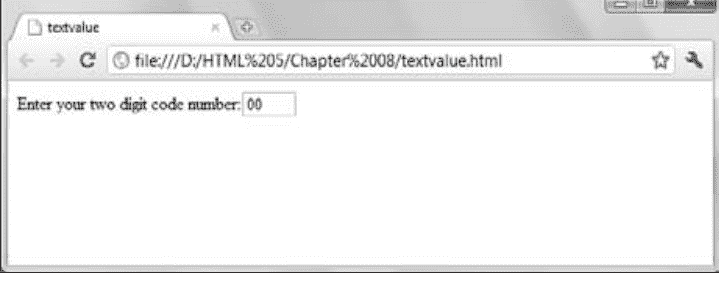 textvalue
file:///D:/HTML%205/Chapter%2008/textvalue.html
Enter your two digit code number: 00